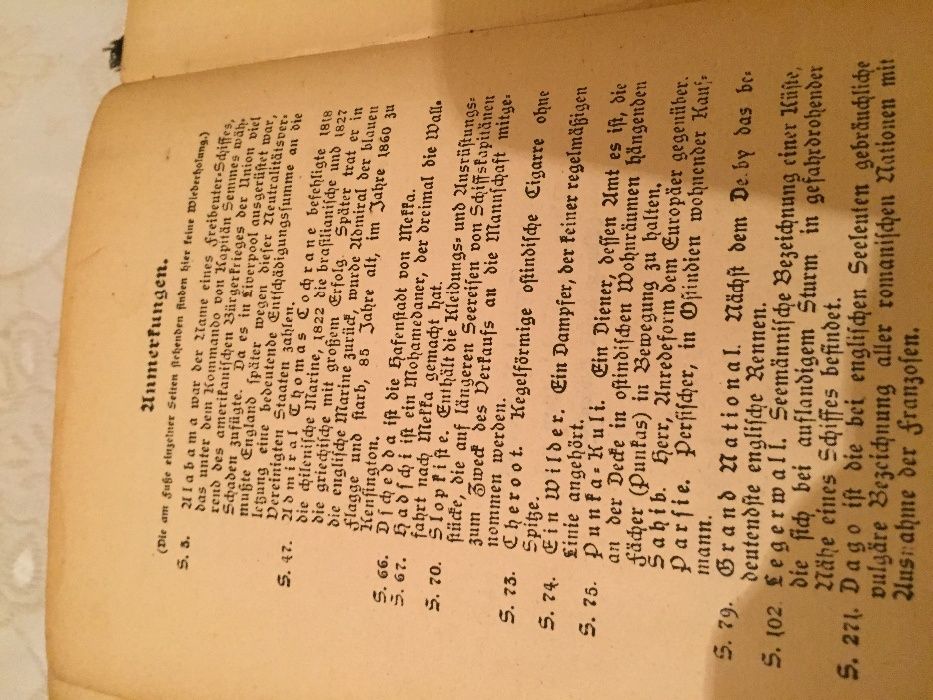 Anmerkungen.
(Die am Fuße einzelner Seiten stehenden finden hier keine Wiederholung.)
S. 3. Alabama war der Name eines Freibeuter-Schiffes,
das unter dem Kommando von Kapitän Semmes wäh-
rend des amerikanischen Bürgerkrieges der Union viel
Schaden zufügte. Da es in Liverpool ausgerüstet war,
mußte England später wegen dieser Neutralitätsver-
letzung eine bedeutende Entschädigungssumme an die
Vereinigten Staaten zahlen.
S. 47. Admiral Thomas Cochrane befehligte 1818
die chilenische Marine, 1822 die brasilianische und 1827
die griechische mit großem Erfolg. Später trat er in
die englische Marine zurück, wurde Admiral der blauen
Flagge und starb, 85 Jahre alt, im Jahre 1860 zu
Kensington.
S. 66. Dschedda ist die Hafenstadt von Mekka.
S. 67. Hadschi ist ein Mohamedaner, der dreimal die Wall-
fahrt nach Mekka gemacht hat.
S. 70. Slopkiste. Enthält die Kleidungs- und Ausrüstungs-
stücke, die auf längeren Seereisen von Schiffskapitänen
zum Zweck des Verkaufs an die Mannschaft mitge-
nommen werden.
S. 73. Cheroot. Kegelförmige ostindische Cigarre ohne
Spitze.
S. 74. Ein Wilder. Ein Dampfer, der keiner regelmäßigen
Linie angehört.
S. 75. Punka-Kuli. Ein Diener, dessen Amt es ist, die
an der Decke in ostindischen Wohnräumen hängenden
Fächer (Punkas) in Bewegung zu halten.
Sahib. Herr, Anredeform dem Europäer gegenüber.
Parsie. Persischer, in Ostindien wohnender Kauf-
mann.
S. 79. Grand National. Nächst dem Derby das be-
deutendste englische Rennen.
S. 102. Legerwall. Seemännische Bezeichnung einer Küste,
die sich bei auflandigem Sturm in gefahrdrohender
Nähe eines Schiffes befindet.
S. 271. Dago ist die bei englischen Seeleuten gebräuchliche
vulgäre Bezeichnung aller romanischen Nationen mit
Ausnahme der Franzosen.